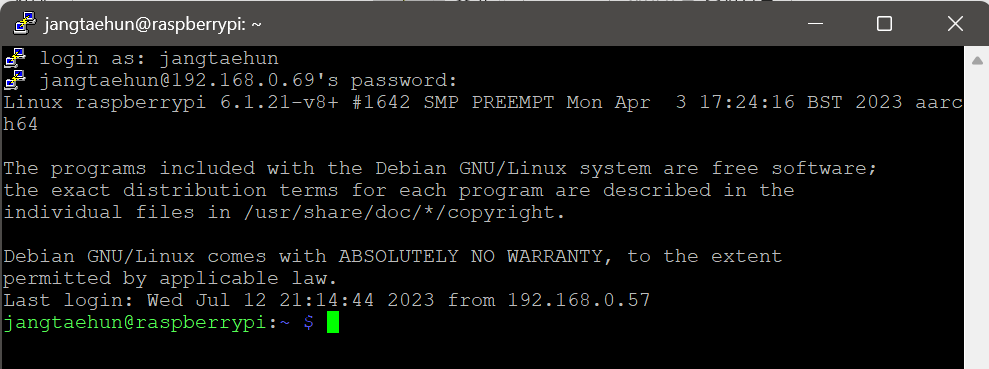 jangtaehun@raspberrypi: ~
login as: jangtaehun
jangtaehun@192.168.0.69's password:
Linux raspberrypi 6.1.21-v8+ #1642 SMP PREEMPT Mon Apr  3 17:24:16 BST 2023 aarc
h64
The programs included with the Debian GNU/Linux system are free software;
the exact distribution terms for each program are described in the
individual files in /usr/share/doc/*/copyright.
Debian GNU/Linux comes with ABSOLUTELY NO WARRANTY, to the extent
permitted by applicable law.
Last login: Wed Jul 12 21:14:44 2023 from 192.168.0.57
jangtaehun@raspberrypi:~ $